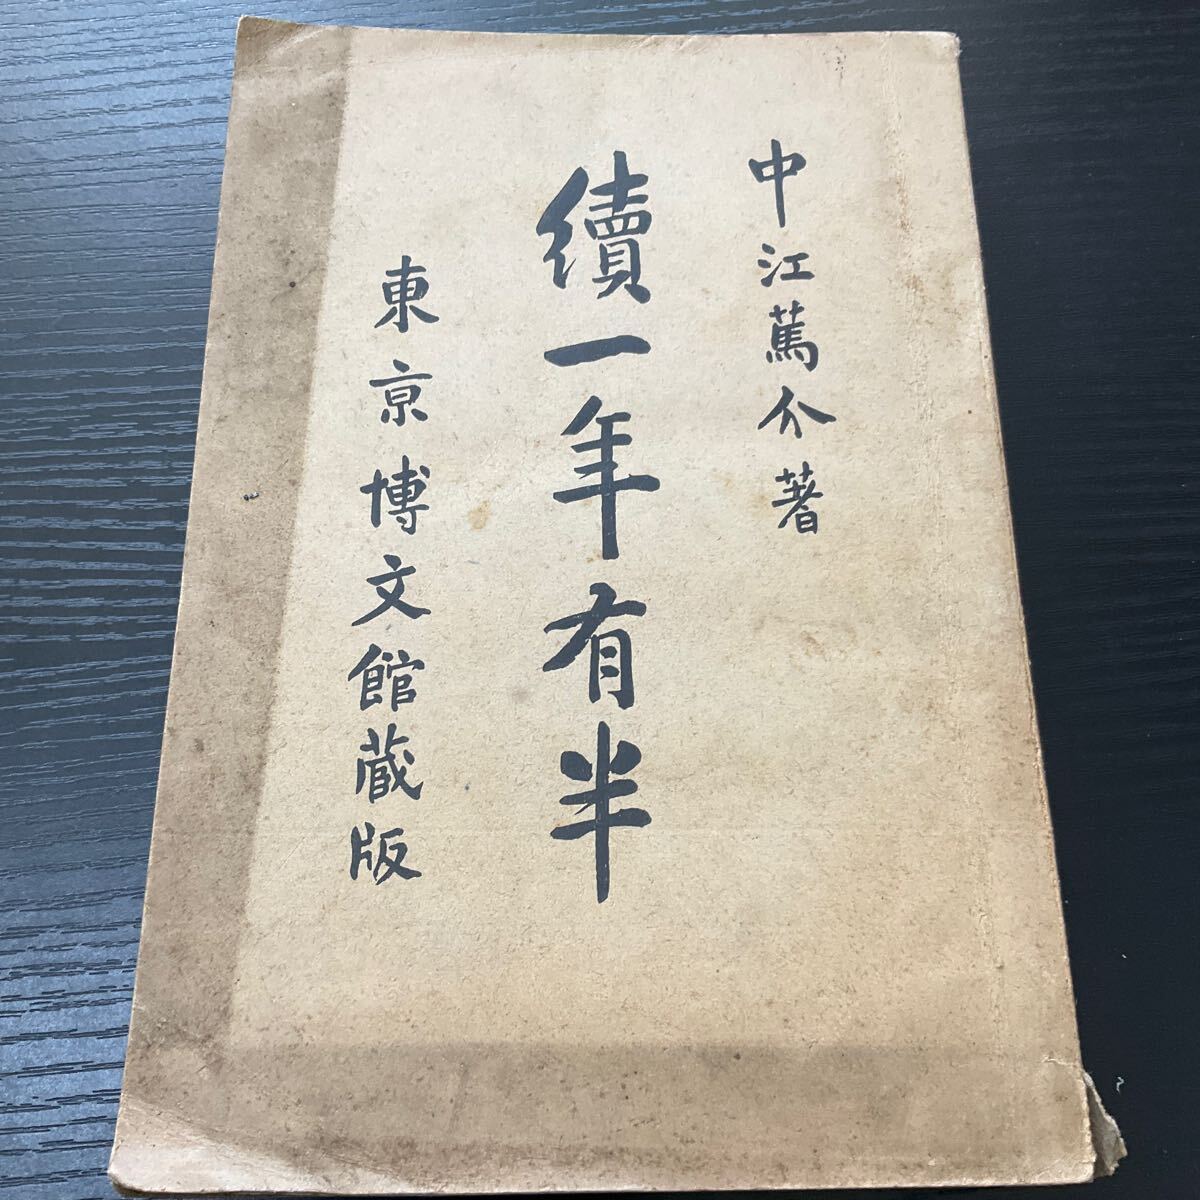 中江篤介著
續一年有半
東京博文館蔵版